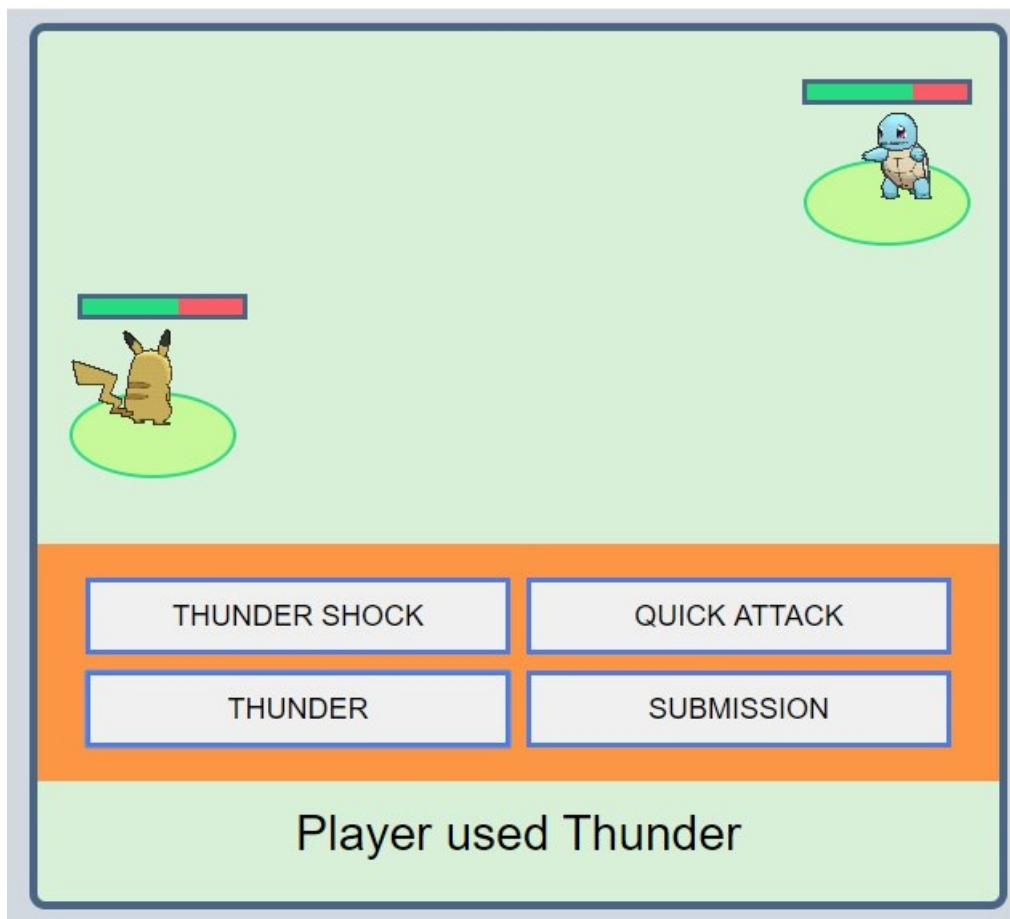 THUNDER SHOCK
QUICK ATTACK
THUNDER
SUBMISSION
Player used Thunder